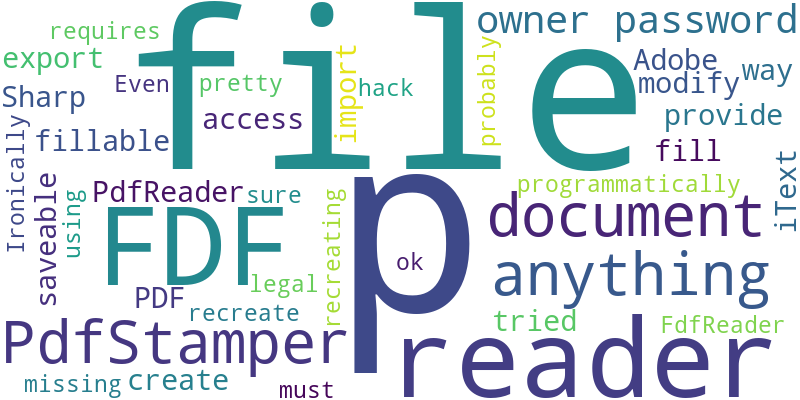 file
requires
export
Even
pretty
import
hack
probably
owner password
Adobe
modify
way
Sharp
access
provide
Ironically
fillable
fill
iText
saveable
using
PdfReader
sure
programmatically
FDF
recreating
p
ok
document
anything
legal
PDF
recreate
PdfStamper
reader
tried
FdfReader
missing
create
must